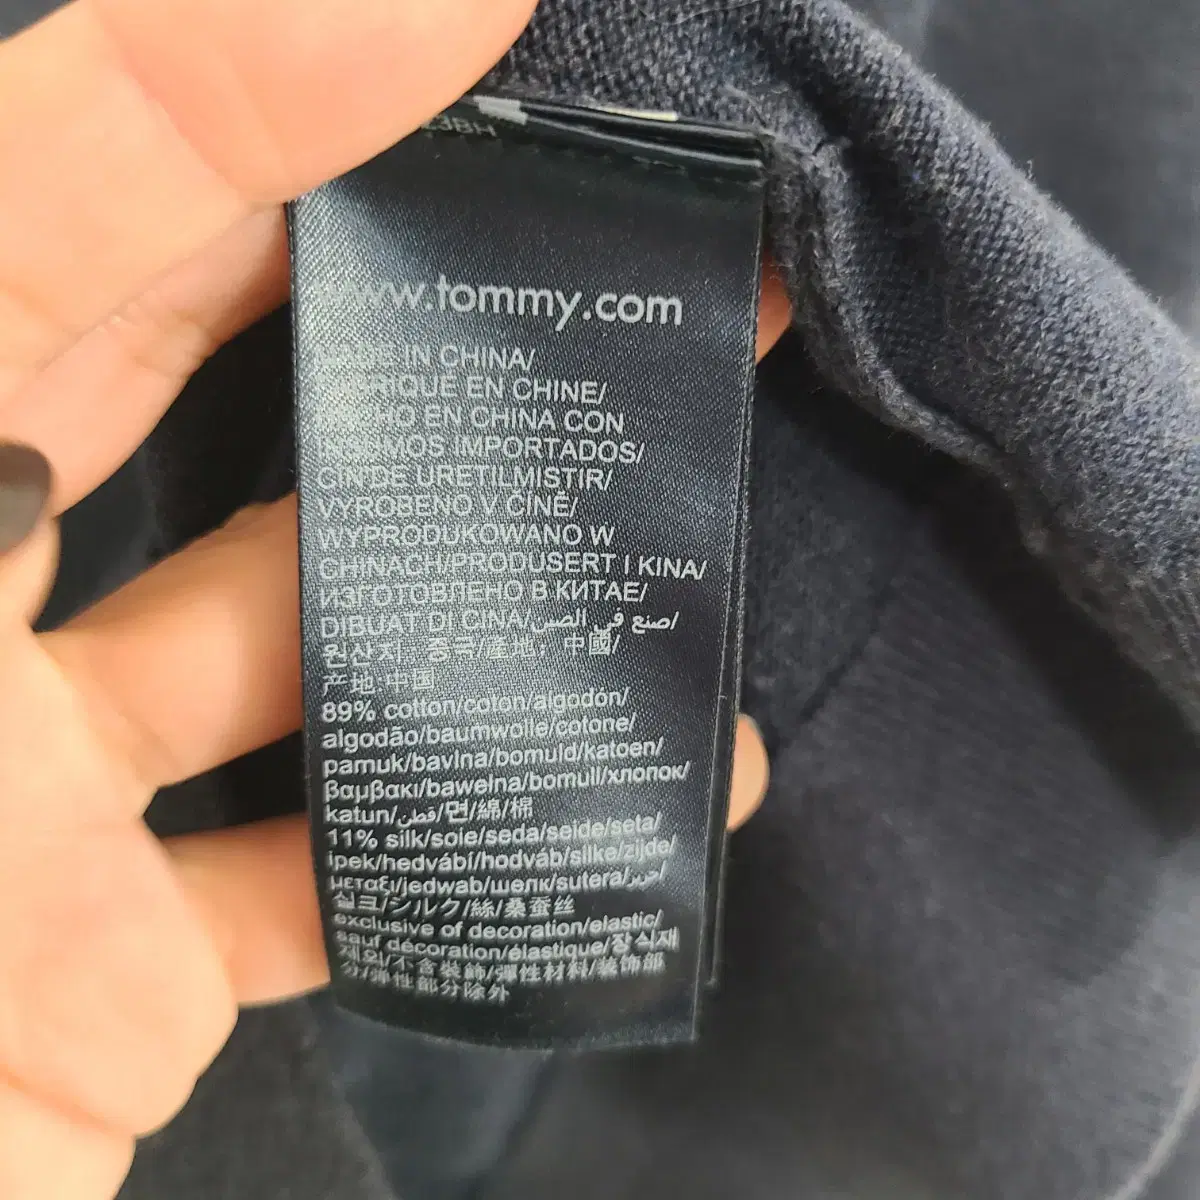 23BH
www.tommy.com
MADE IN CHINA/
FABRIQUÉ EN CHINE/
HECHO EN CHINA CON
INSUMOS IMPORTADOS/
ÇIN'DE URETILMISTIR/
VYROBENO V ČÍNĚ/
WYPRODUKOWANO W
CHINACH/PRODUSERT I KINA/
ИЗГОТОВЛЕНО В КИТАЕ/
DIBUAT DI CINA/صنع في الصين/
원산지: 중국/産地：中國/
产地:中国
89% cotton/coton/algodón/
algodão/baumwolle/cotone/
pamuk/bavlna/bomuld/katoen/
βαμβακι/bawełna/bomull/хлопок/
katun/قطن/면/綿/棉
11% silk/soie/seda/seide/seta/
ipek/hedvábí/hodváb/silke/zijde/
μεταξι/jedwab/шелк/sutera/حرير/
실크/シルク/絲/桑蚕丝
exclusive of decoration/elastic/
sauf décoration/élastique/장식재
제외/不含裝飾/彈性材料/装饰部
分/弹性部分除外